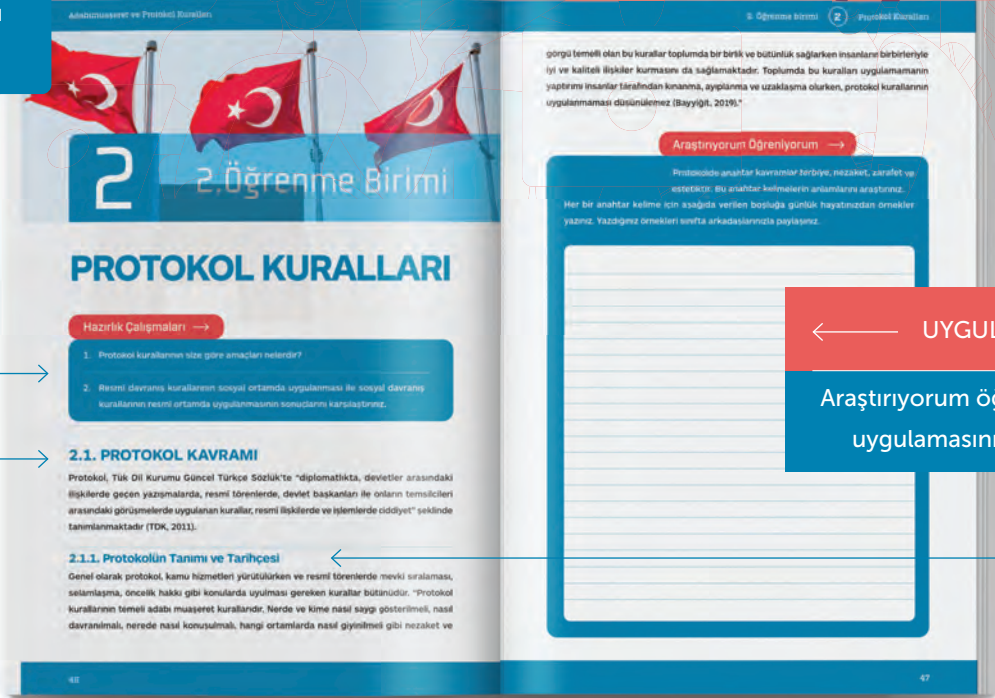 Adabımuaşeret ve Protokol Kuralları
2
2.Öğrenme Birimi
PROTOKOL KURALLARI
Hazırlık Çalışmaları
1. Protokol kurallarının size göre amaçları nelerdir?
2. Resmi davranış kurallarının sosyal ortamda uygulanması ile sosyal davranış
kurallarının resmi ortamda uygulanmasının sonuçlarını karşılaştırınız.
2.1. PROTOKOL KAVRAMI
Protokol, Tük Dil Kurumu Güncel Türkçe Sözlük'te "diplomatlıkta, devletler arasındaki
ilişkilerde geçen yazışmalarda, resmî törenlerde, devlet başkanları ile onların temsilcileri
arasındaki görüşmelerde uygulanan kurallar, resmî ilişkilerde ve işlemlerde ciddiyet" şeklinde
tanımlanmaktadır (TDK, 2011).
2.1.1. Protokolün Tanımı ve Tarihçesi
Genel olarak protokol, kamu hizmetleri yürütülürken ve resmî törenlerde mevki sıralaması,
selamlaşma, öncelik hakkı gibi konularda uyulması gereken kurallar bütünüdür. "Protokol
kurallarının temeli adabı muaşeret kurallarıdır. Nerde ve kime nasıl saygı gösterilmeli, nasıl
davranılmalı, nerede nasıl konuşulmalı, hangi ortamlarda nasıl giyinilmeli gibi nezaket ve
46
2. Öğrenme birimi 2 Protokol Kuralları
görgü temelli olan bu kurallar toplumda bir birlik ve bütünlük sağlarken insanların birbirleriyle
iyi ve kaliteli ilişkiler kurmasını da sağlamaktadır. Toplumda bu kuralları uygulamamanın
yaptırımı insanlar tarafından kınanma, ayıplanma ve uzaklaşma olurken, protokol kurallarının
uygulanmaması düşünülemez (Bayyiğit, 2019)."
Araştırıyorum Öğreniyorum
Protokolde anahtar kavramlar terbiye, nezaket, zarafet ve
estetiktir. Bu anahtar kelimelerin anlamlarını araştırınız.
Her bir anahtar kelime için aşağıda verilen boşluğa günlük hayatınızdan örnekler
yazınız. Yazdığınız örnekleri sınıfta arkadaşlarınızla paylaşınız.
47
UYGUL
Araştırıyorum öğ
uygulamasını